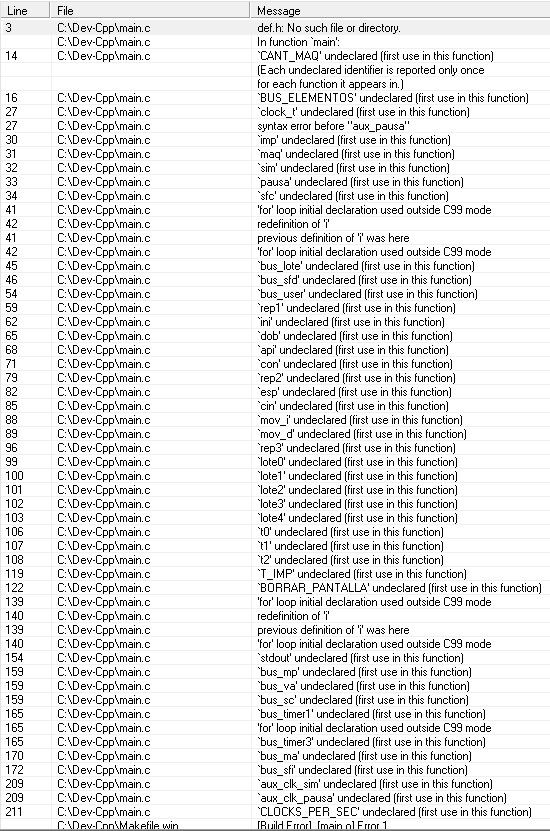 Line File Message
3 C:\Dev-Cpp\main.c def.h: No such file or directory.
In function `main':
14 C:\Dev-Cpp\main.c `CANT_MAQ' undeclared (first use in this function)
(Each undeclared identifier is reported only once
for each function it appears in.)
16 C:\Dev-Cpp\main.c `BUS_ELEMENTOS' undeclared (first use in this function)
27 C:\Dev-Cpp\main.c `clock_t' undeclared (first use in this function)
27 C:\Dev-Cpp\main.c syntax error before "aux_pausa"
30 C:\Dev-Cpp\main.c `imp' undeclared (first use in this function)
31 C:\Dev-Cpp\main.c `maq' undeclared (first use in this function)
32 C:\Dev-Cpp\main.c `sim' undeclared (first use in this function)
33 C:\Dev-Cpp\main.c `pausa' undeclared (first use in this function)
34 C:\Dev-Cpp\main.c `sfc' undeclared (first use in this function)
41 C:\Dev-Cpp\main.c 'for' loop initial declaration used outside C99 mode
42 C:\Dev-Cpp\main.c redefinition of 'i'
41 C:\Dev-Cpp\main.c previous definition of 'i' was here
42 C:\Dev-Cpp\main.c 'for' loop initial declaration used outside C99 mode
45 C:\Dev-Cpp\main.c `bus_lote' undeclared (first use in this function)
46 C:\Dev-Cpp\main.c `bus_sfd' undeclared (first use in this function)
54 C:\Dev-Cpp\main.c `bus_user' undeclared (first use in this function)
59 C:\Dev-Cpp\main.c `rep1' undeclared (first use in this function)
62 C:\Dev-Cpp\main.c `ini' undeclared (first use in this function)
65 C:\Dev-Cpp\main.c `dob' undeclared (first use in this function)
68 C:\Dev-Cpp\main.c `api' undeclared (first use in this function)
71 C:\Dev-Cpp\main.c `con' undeclared (first use in this function)
79 C:\Dev-Cpp\main.c `rep2' undeclared (first use in this function)
82 C:\Dev-Cpp\main.c `esp' undeclared (first use in this function)
85 C:\Dev-Cpp\main.c `cin' undeclared (first use in this function)
88 C:\Dev-Cpp\main.c `mov_i' undeclared (first use in this function)
89 C:\Dev-Cpp\main.c `mov_d' undeclared (first use in this function)
96 C:\Dev-Cpp\main.c `rep3' undeclared (first use in this function)
99 C:\Dev-Cpp\main.c `lote0' undeclared (first use in this function)
100 C:\Dev-Cpp\main.c `lote1' undeclared (first use in this function)
101 C:\Dev-Cpp\main.c `lote2' undeclared (first use in this function)
102 C:\Dev-Cpp\main.c `lote3' undeclared (first use in this function)
103 C:\Dev-Cpp\main.c `lote4' undeclared (first use in this function)
106 C:\Dev-Cpp\main.c `t0' undeclared (first use in this function)
107 C:\Dev-Cpp\main.c `t1' undeclared (first use in this function)
108 C:\Dev-Cpp\main.c `t2' undeclared (first use in this function)
119 C:\Dev-Cpp\main.c `T_IMP' undeclared (first use in this function)
122 C:\Dev-Cpp\main.c `BORRAR_PANTALLA' undeclared (first use in this function)
139 C:\Dev-Cpp\main.c 'for' loop initial declaration used outside C99 mode
140 C:\Dev-Cpp\main.c redefinition of 'i'
139 C:\Dev-Cpp\main.c previous definition of 'i' was here
140 C:\Dev-Cpp\main.c 'for' loop initial declaration used outside C99 mode
154 C:\Dev-Cpp\main.c `stdout' undeclared (first use in this function)
159 C:\Dev-Cpp\main.c `bus_mp' undeclared (first use in this function)
159 C:\Dev-Cpp\main.c `bus_va' undeclared (first use in this function)
159 C:\Dev-Cpp\main.c `bus_sc' undeclared (first use in this function)
165 C:\Dev-Cpp\main.c `bus_timer1' undeclared (first use in this function)
165 C:\Dev-Cpp\main.c 'for' loop initial declaration used outside C99 mode
165 C:\Dev-Cpp\main.c `bus_timer3' undeclared (first use in this function)
170 C:\Dev-Cpp\main.c `bus_ma' undeclared (first use in this function)
172 C:\Dev-Cpp\main.c `bus_sfi' undeclared (first use in this function)
209 C:\Dev-Cpp\main.c `aux_clk_sim' undeclared (first use in this function)
209 C:\Dev-Cpp\main.c `aux_clk_pausa' undeclared (first use in this function)
211 C:\Dev-Cpp\main.c `CLOCKS_PER_SEC' undeclared (first use in this function)
C:\Dev-Cpp\Makefile.win [Build Error] [main.o] Error 1